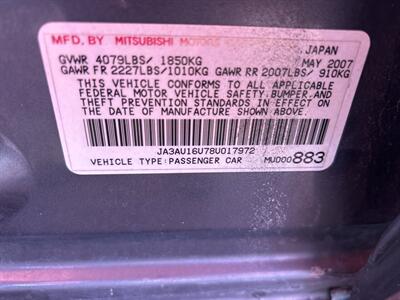 MFD. BY MITSUBISHI MOTORS JAPAN
GVWR 4079LBS/ 1850KG MAY 2007
GAWR FR 2227LBS/1010KG GAWR RR 2007LBS/ 910KG
THIS VEHICLE CONFORMS TO ALL APPLICABLE
FEDERAL MOTOR VEHICLE SAFETY,BUMPER,AND
THEFT PREVENTION STANDARDS IN EFFECT ON
THE DATE OF MANUFACTURE SHOWN ABOVE.
JA3AU16U78U017972
VEHICLE TYPE:PASSENGER CAR MUD00883